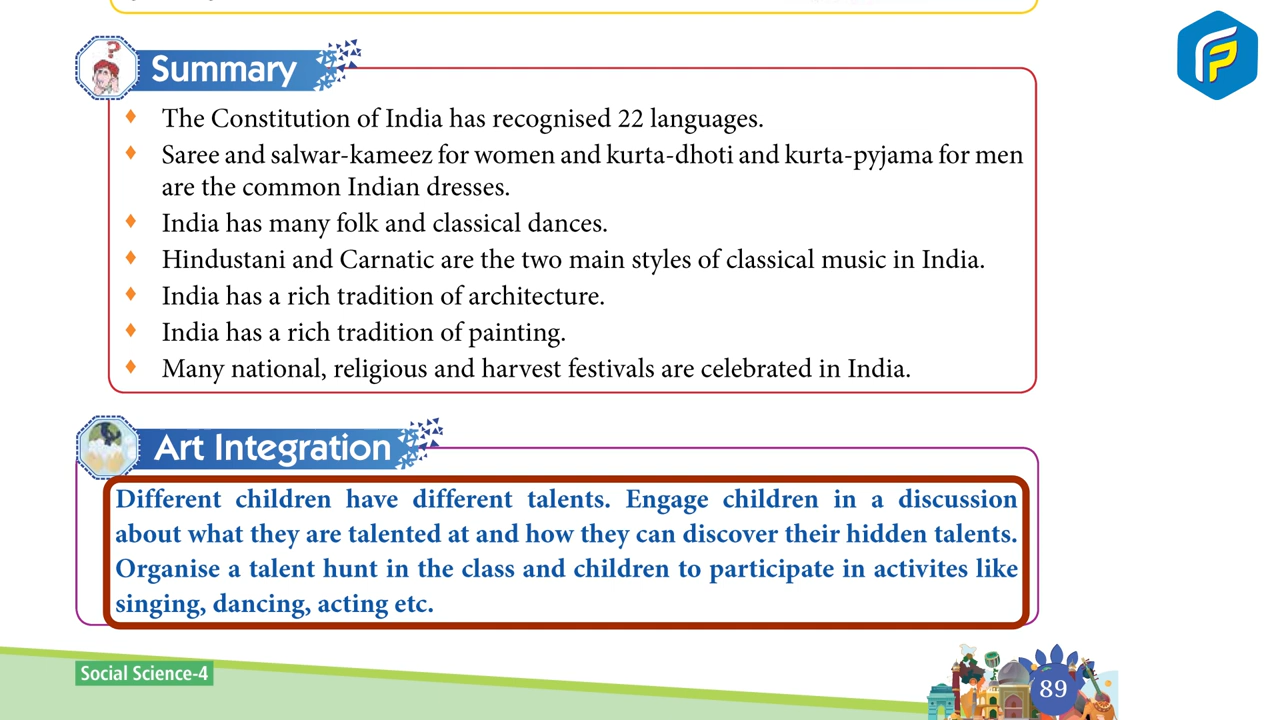 Summary
The Constitution of India has recognised 22 languages.
Saree and salwar-kameez for women and kurta-dhoti and kurta-pyjama for men
are the common Indian dresses.
India has many folk and classical dances.
Hindustani and Carnatic are the two main styles of classical music in India.
India has a rich tradition of architecture.
India has a rich tradition of painting.
Many national, religious and harvest festivals are celebrated in India.
Art Integration
Different children have different talents. Engage children in a discussion
about what they are talented at and how they can discover their hidden talents.
Organise a talent hunt in the class and children to participate in activites like
singing, dancing, acting etc.
Social Science-4
89